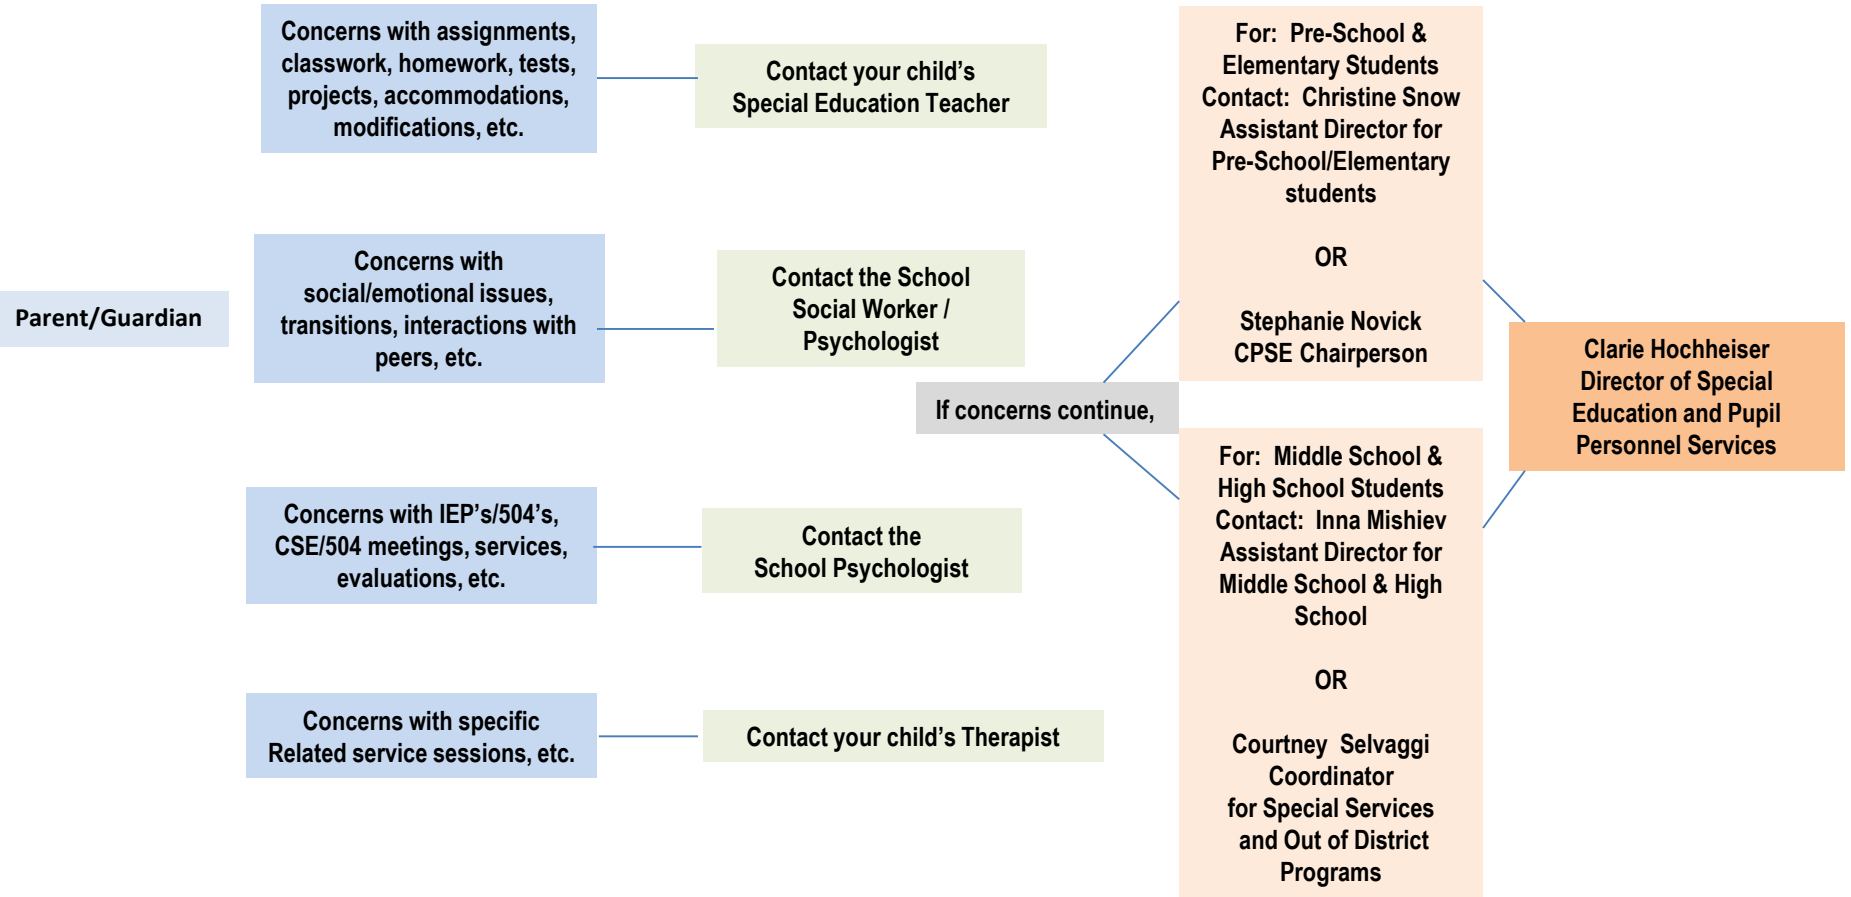 Parent/Guardian
Concerns with assignments,
classwork, homework, tests,
projects, accommodations,
modifications, etc.
Contact your child's
Special Education Teacher
Concerns with
social/emotional issues,
transitions, interactions with
peers, etc.
Contact the School
Social Worker /
Psychologist
Concerns with IEP's/504's,
CSE/504 meetings, services,
evaluations, etc.
Contact the
School Psychologist
Concerns with specific
Related service sessions, etc.
Contact your child's Therapist
If concerns continue,
For:  Pre-School &
Elementary Students
Contact:  Christine Snow
Assistant Director for
Pre-School/Elementary
students
OR
Stephanie Novick
CPSE Chairperson
For:  Middle School &
High School Students
Contact:  Inna Mishiev
Assistant Director for
Middle School & High
School
OR
Courtney  Selvaggi
Coordinator
for Special Services
and Out of District
Programs
Clarie Hochheiser
Director of Special
Education and Pupil
Personnel Services